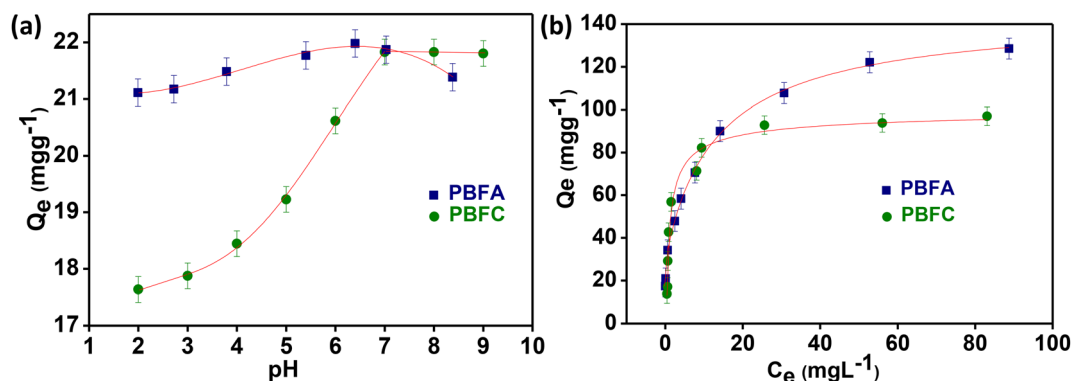 (a)
22
21
20
19
18
17
Qe (mgg-1)
PBFA
PBFC
1 2 3 4 5 6 7 8 9 10
pH
(b)
140
120
100
80
60
40
20
0
Qe (mgg-1)
PBFA
PBFC
0 20 40 60 80 100
Ce (mgL-1)